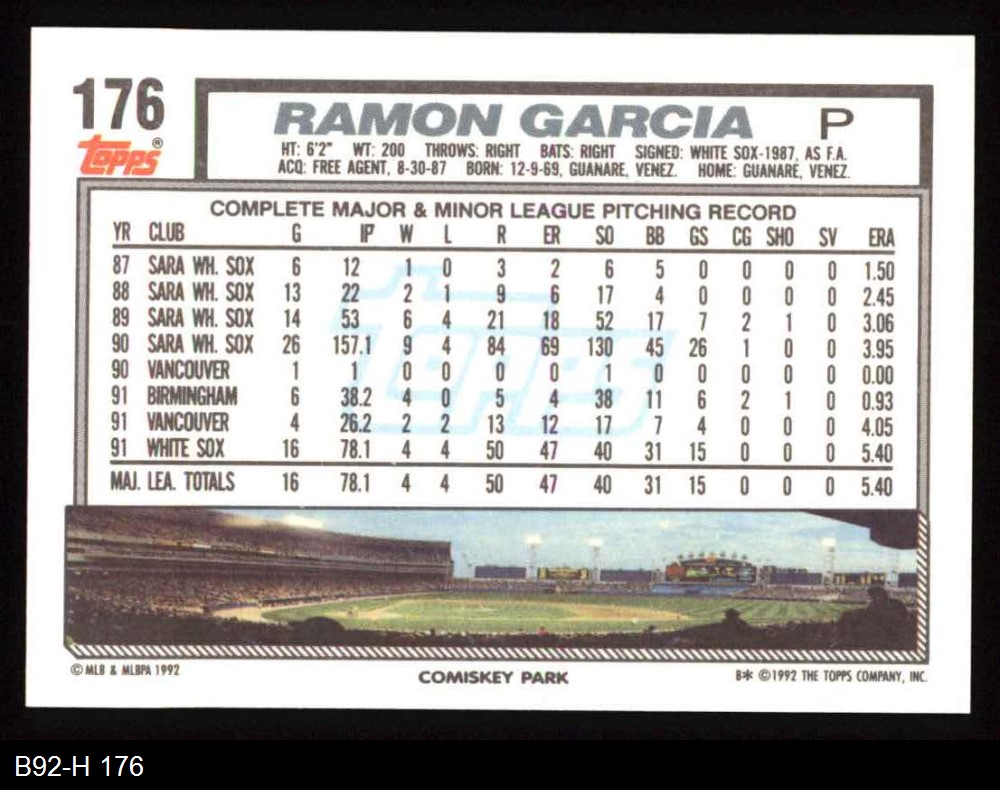 176
topps®
RAMON GARCIA P
HT: 6'2" WT: 200 THROWS: RIGHT BATS: RIGHT SIGNED: WHITE SOX-1987, AS F.A.
ACQ: FREE AGENT, 8-30-87 BORN: 12-9-69, GUANARE, VENEZ. HOME: GUANARE, VENEZ.
COMPLETE MAJOR & MINOR LEAGUE PITCHING RECORD
YR CLUB G IP W L R ER SO BB GS CG SHO SV ERA
87 SARA WH. SOX 6 12 1 0 3 2 6 5 0 0 0 0 1.50
88 SARA WH. SOX 13 22 2 1 9 6 17 4 0 0 0 0 2.45
89 SARA WH. SOX 14 53 6 4 21 18 52 17 7 2 1 0 3.06
90 SARA WH. SOX 26 157.1 9 4 84 69 130 45 26 1 0 0 3.95
90 VANCOUVER 1 1 0 0 0 0 1 0 0 0 0 0 0.00
91 BIRMINGHAM 6 38.2 4 0 5 4 38 11 6 2 1 0 0.93
91 VANCOUVER 4 26.2 2 2 13 12 17 7 4 0 0 0 4.05
91 WHITE SOX 16 78.1 4 4 50 47 40 31 15 0 0 0 5.40
MAJ. LEA. TOTALS 16 78.1 4 4 50 47 40 31 15 0 0 0 5.40
topps
© MLB & MLBPA 1992
COMISKEY PARK
B* ©1992 THE TOPPS COMPANY, INC.
B92-H 176